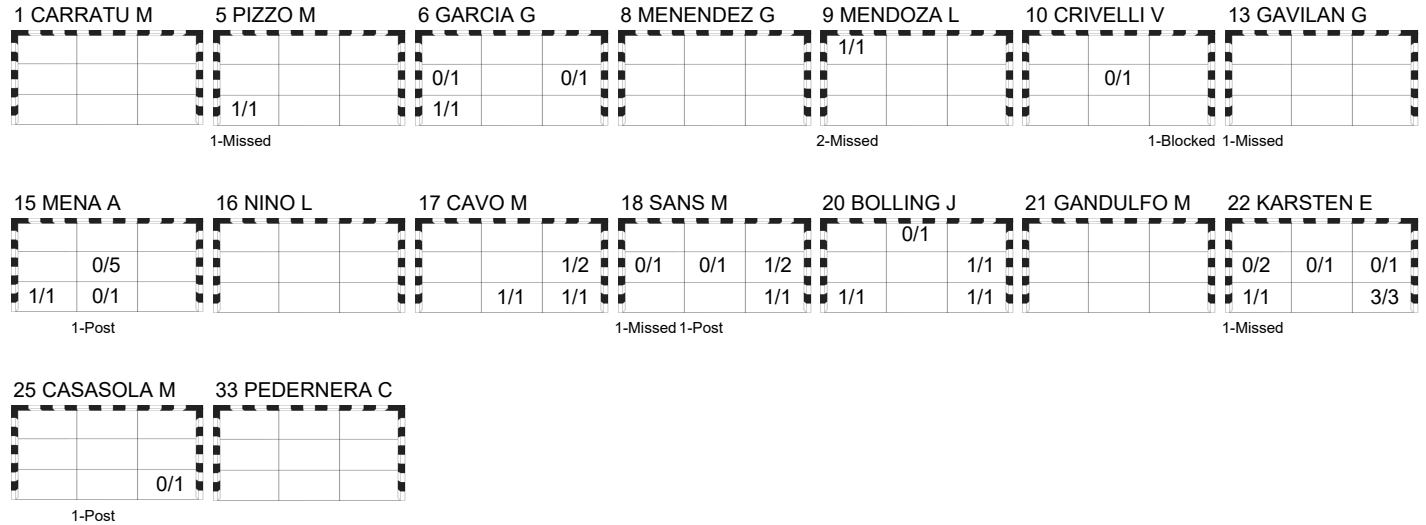 1 CARRATU M 5 PIZZO M 6 GARCIA G 8 MENENDEZ G 9 MENDOZA L 10 CRIVELLI V 13 GAVILAN G
1/1
0/1 0/1 0/1
1/1 1/1
1-Missed 2-Missed 1-Blocked 1-Missed
15 MENA A 16 NINO L 17 CAVO M 18 SANS M 20 BOLLING J 21 GANDULFO M 22 KARSTEN E
0/1
0/5 1/2 0/1 0/1 1/2 1/1 0/2 0/1 0/1
1/1 0/1 1/1 1/1 1/1 1/1 1/1 1/1 3/3
1-Post 1-Missed 1-Post 1-Missed
25 CASASOLA M 33 PEDERNERA C
0/1
1-Post